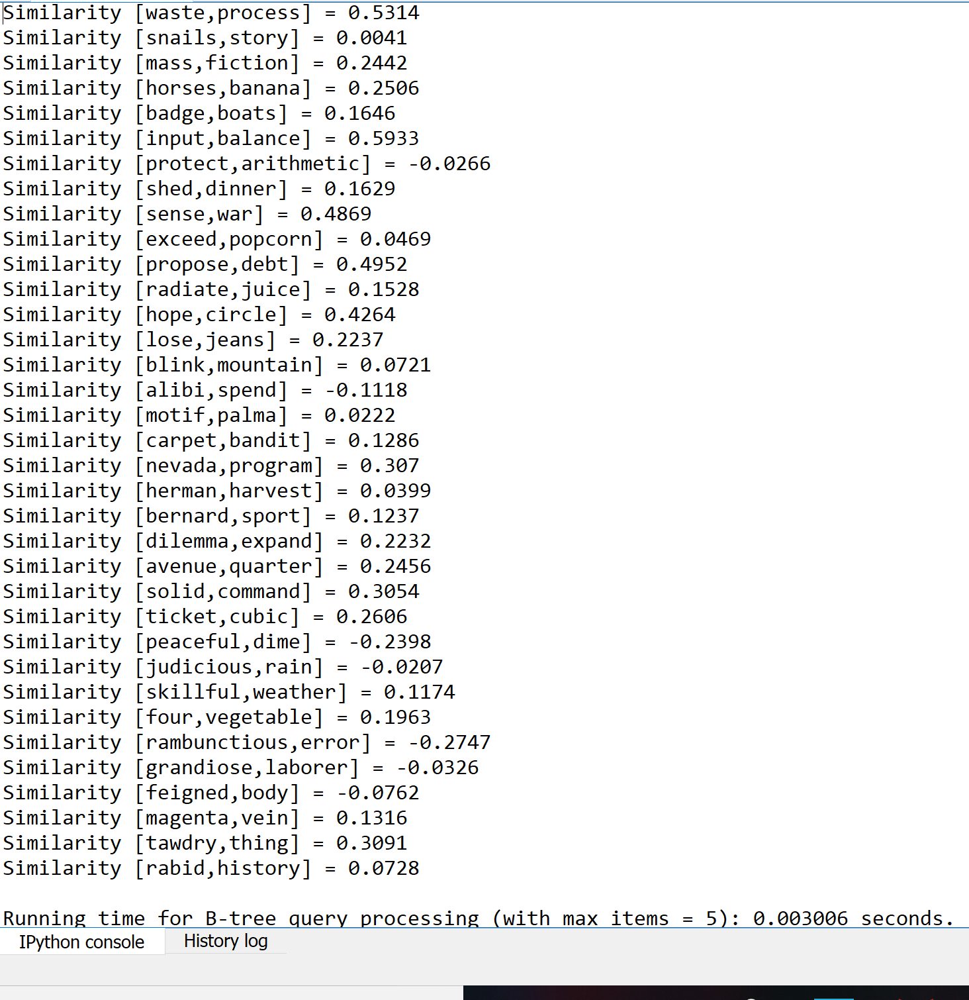 Similarity [waste,process] = 0.5314
Similarity [snails,story] = 0.0041
Similarity [mass,fiction] = 0.2442
Similarity [horses,banana] = 0.2506
Similarity [badge,boats] = 0.1646
Similarity [input,balance] = 0.5933
Similarity [protect,arithmetic] = -0.0266
Similarity [shed,dinner] = 0.1629
Similarity [sense,war] = 0.4869
Similarity [exceed,popcorn] = 0.0469
Similarity [propose,debt] = 0.4952
Similarity [radiate,juice] = 0.1528
Similarity [hope,circle] = 0.4264
Similarity [lose,jeans] = 0.2237
Similarity [blink,mountain] = 0.0721
Similarity [alibi,spend] = -0.1118
Similarity [motif,palma] = 0.0222
Similarity [carpet,bandit] = 0.1286
Similarity [nevada,program] = 0.307
Similarity [herman,harvest] = 0.0399
Similarity [bernard,sport] = 0.1237
Similarity [dilemma,expand] = 0.2232
Similarity [avenue,quarter] = 0.2456
Similarity [solid,command] = 0.3054
Similarity [ticket,cubic] = 0.2606
Similarity [peaceful,dime] = -0.2398
Similarity [judicious,rain] = -0.0207
Similarity [skillful,weather] = 0.1174
Similarity [four,vegetable] = 0.1963
Similarity [rambunctious,error] = -0.2747
Similarity [grandiose,laborer] = -0.0326
Similarity [feigned,body] = -0.0762
Similarity [magenta,vein] = 0.1316
Similarity [tawdry,thing] = 0.3091
Similarity [rabid,history] = 0.0728
Running time for B-tree query processing (with max items = 5): 0.003006 seconds.
IPython console History log